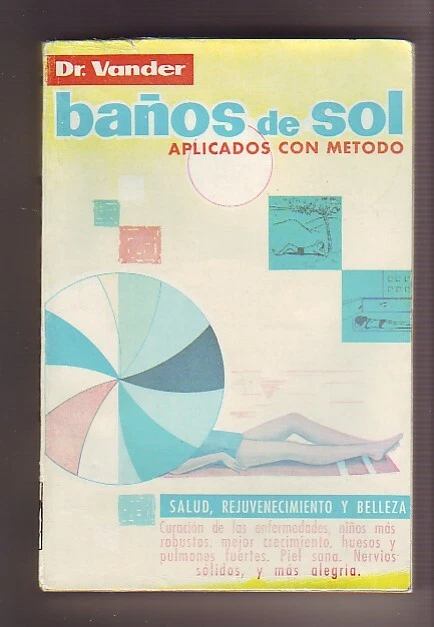 Dr. Vander
baños de sol
APLICADOS CON METODO
SALUD, REJUVENECIMIENTO Y BELLEZA
Curación de las enfermedades, niños más
robustos, mejor crecimiento, huesos y
pulmones fuertes. Piel sana. Nervios
sólidos, y más alegría.